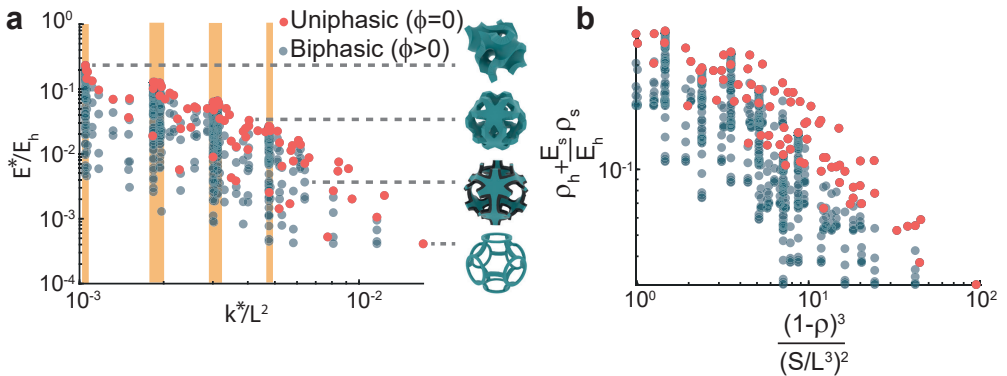 a
Uniphasic (ϕ=0)
Biphasic (ϕ>0)
10⁰
10⁻¹
10⁻²
10⁻³
10⁻⁴
E*/Eₕ
10⁻³
10⁻²
k*/L²
b
ρₕ+Eₛ/Eₕ ρₛ
10⁻¹
10⁰
10¹
10²
(1-ρ)³
(S/L³)²